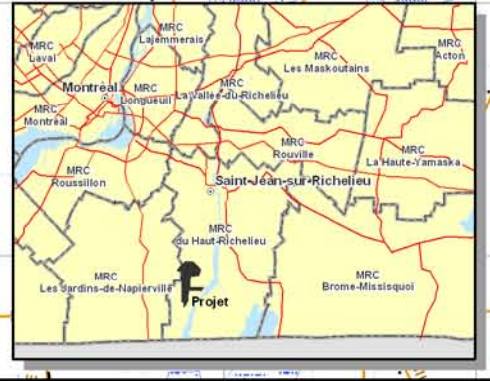 MRC
Lajemmerais
MRC
Laval
MRC
Les Maskoutains
MRC
Acton
Montréal
MRC
Longueuil
MRC
La Vallée-du-Richelieu
MRC
Montréal
MRC
Rouville
MRC
La Haute-Yamaska
MRC
Roussillon
Saint-Jean-sur-Richelieu
MRC
du Haut-Richelieu
MRC
Les Jardins-de-Napierville
MRC
Brome-Missisquoi
Projet